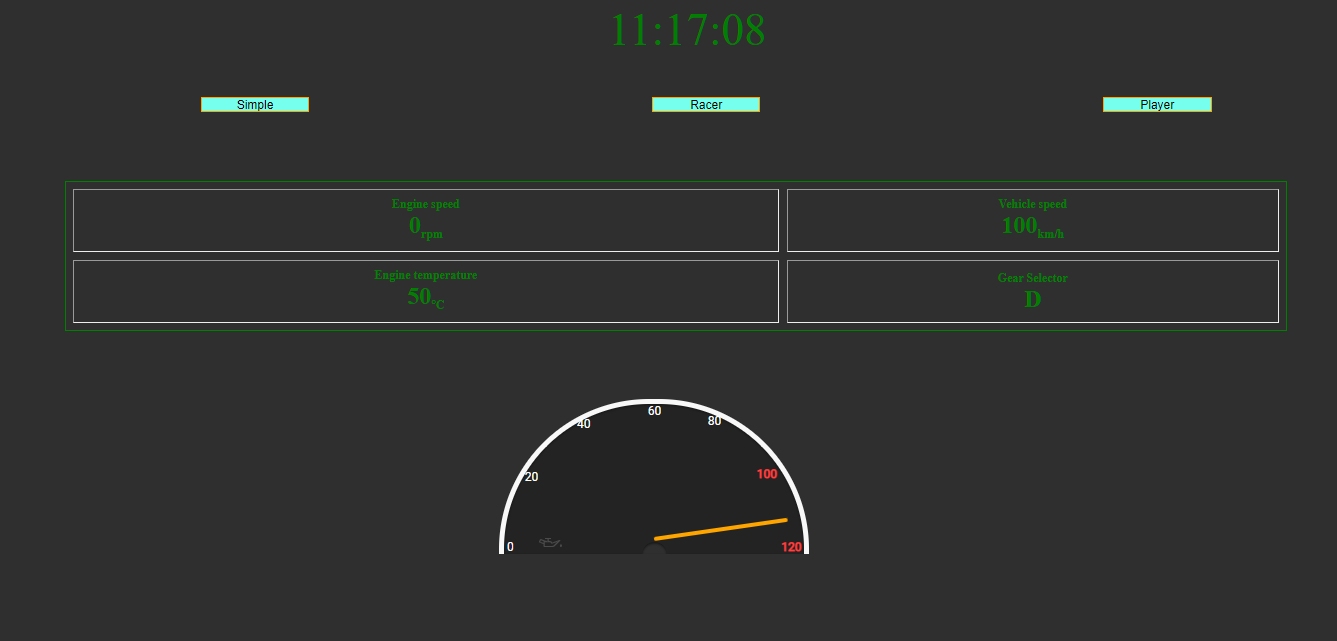 11:17:08
Simple
Racer
Player
Engine speed
0rpm
Vehicle speed
100km/h
Engine temperature
50°C
Gear Selector
D
0
20
40
60
80
100
120